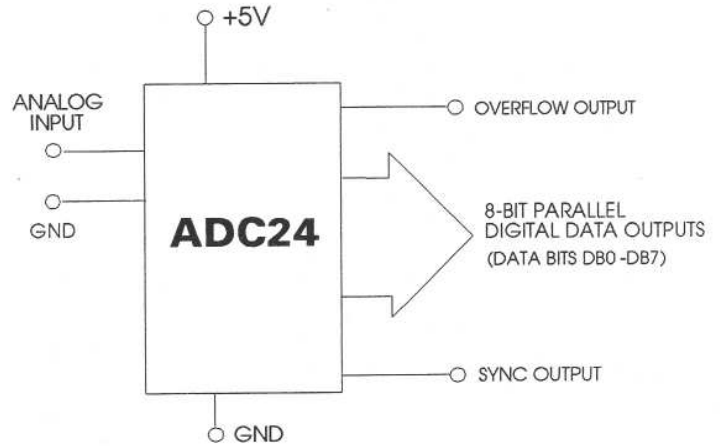 +5V
ANALOG
INPUT
OVERFLOW OUTPUT
GND
ADC24
8-BIT PARALLEL
DIGITAL DATA OUTPUTS
(DATA BITS DB0 -DB7)
SYNC OUTPUT
GND